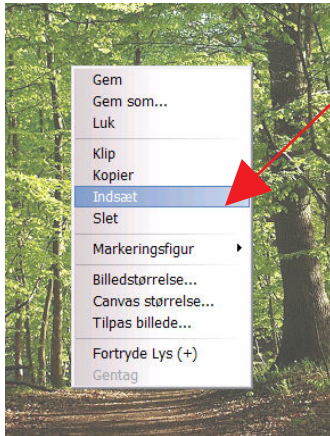 Gem
Gem som...
Luk
Klip
Kopier
Indsæt
Slet
Markeringsfigur
Billedstørrelse...
Canvas størrelse...
Tilpas billede...
Fortryde Lys (+)
Gentag